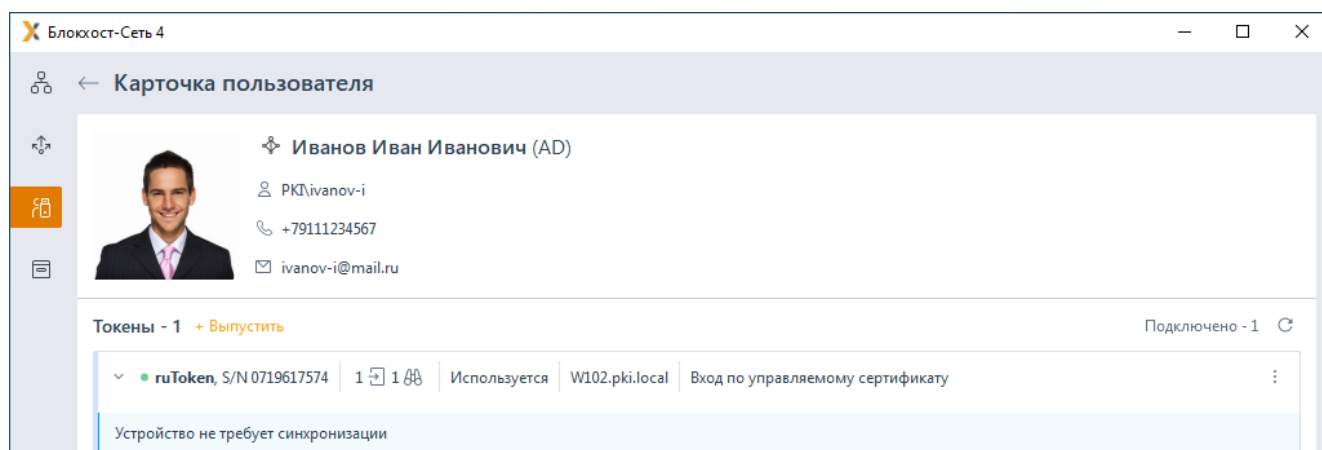 Блокхост-Сеть 4
Карточка пользователя
Иванов Иван Иванович (AD)
PKI\ivanov-i
+79111234567
ivanov-i@mail.ru
Токены - 1 + Выпустить Подключено - 1
ruToken, S/N 0719617574 1 1 Используется W102.pki.local Вход по управляемому сертификату
Устройство не требует синхронизации